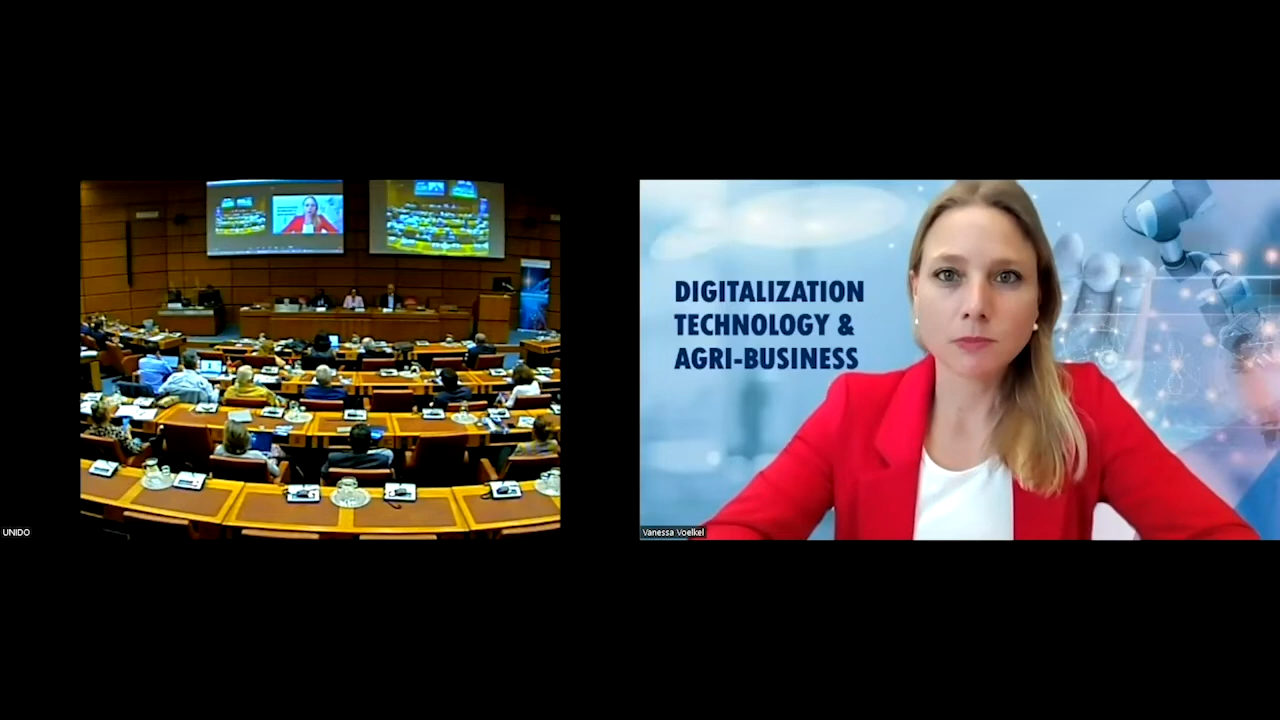 DIGITALIZATION
TECHNOLOGY &
AGRI-BUSINESS
UNIDO
Vanessa Voelkel